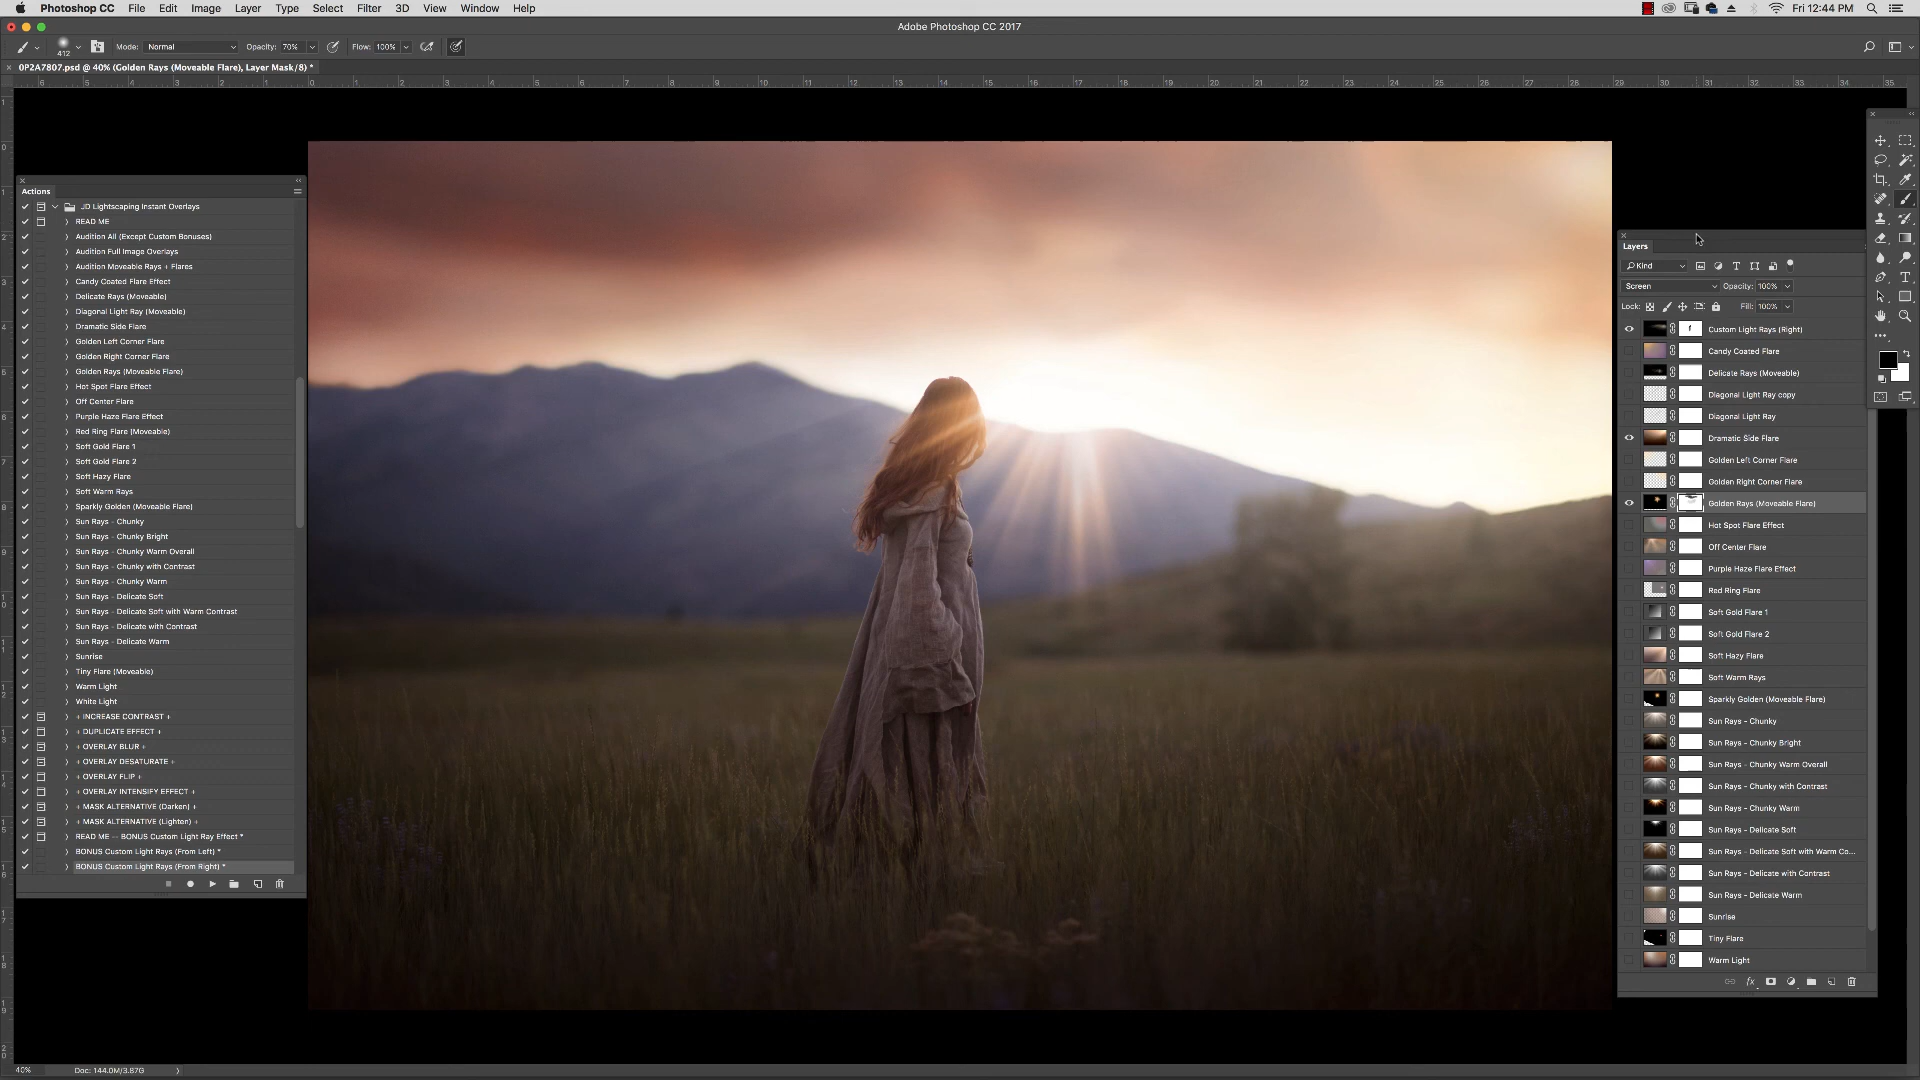 Photoshop CC File Edit Image Layer Type Select Filter 3D View Window Help Fri 12:44 PM
Adobe Photoshop CC 2017
412 Mode: Normal Opacity: 70% Flow: 100%
0P2A7807.psd @ 40% (Golden Rays (Moveable Flare), Layer Mask/8) *
Actions
JD Lightscaping Instant Overlays
READ ME
Audition All (Except Custom Bonuses)
Audition Full Image Overlays
Audition Moveable Rays + Flares
Candy Coated Flare Effect
Delicate Rays (Moveable)
Diagonal Light Ray (Moveable)
Dramatic Side Flare
Golden Left Corner Flare
Golden Right Corner Flare
Golden Rays (Moveable Flare)
Hot Spot Flare Effect
Off Center Flare
Purple Haze Flare Effect
Red Ring Flare (Moveable)
Soft Gold Flare 1
Soft Gold Flare 2
Soft Hazy Flare
Soft Warm Rays
Sparkly Golden (Moveable Flare)
Sun Rays - Chunky
Sun Rays - Chunky Bright
Sun Rays - Chunky Warm Overall
Sun Rays - Chunky with Contrast
Sun Rays - Chunky Warm
Sun Rays - Delicate Soft
Sun Rays - Delicate Soft with Warm Contrast
Sun Rays - Delicate with Contrast
Sun Rays - Delicate Warm
Sunrise
Tiny Flare (Moveable)
Warm Light
White Light
+ INCREASE CONTRAST +
+ DUPLICATE EFFECT +
+ OVERLAY BLUR +
+ OVERLAY DESATURATE +
+ OVERLAY FLIP +
+ OVERLAY INTENSIFY EFFECT +
+ MASK ALTERNATIVE (Darken) +
+ MASK ALTERNATIVE (Lighten) +
READ ME -- BONUS Custom Light Ray Effect *
BONUS Custom Light Rays (From Left) *
BONUS Custom Light Rays (From Right) *
Layers
Kind
Screen Opacity: 100%
Lock: Fill: 100%
Custom Light Rays (Right)
Candy Coated Flare
Delicate Rays (Moveable)
Diagonal Light Ray copy
Diagonal Light Ray
Dramatic Side Flare
Golden Left Corner Flare
Golden Right Corner Flare
Golden Rays (Moveable Flare)
Hot Spot Flare Effect
Off Center Flare
Purple Haze Flare Effect
Red Ring Flare
Soft Gold Flare 1
Soft Gold Flare 2
Soft Hazy Flare
Soft Warm Rays
Sparkly Golden (Moveable Flare)
Sun Rays - Chunky
Sun Rays - Chunky Bright
Sun Rays - Chunky Warm Overall
Sun Rays - Chunky with Contrast
Sun Rays - Chunky Warm
Sun Rays - Delicate Soft
Sun Rays - Delicate Soft with Warm Co...
Sun Rays - Delicate with Contrast
Sun Rays - Delicate Warm
Sunrise
Tiny Flare
Warm Light
40% Doc: 144.0M/3.87G